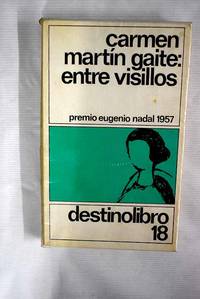 carmen
martín gaite:
entre visillos
premio eugenio nadal 1957
destinolibro
18